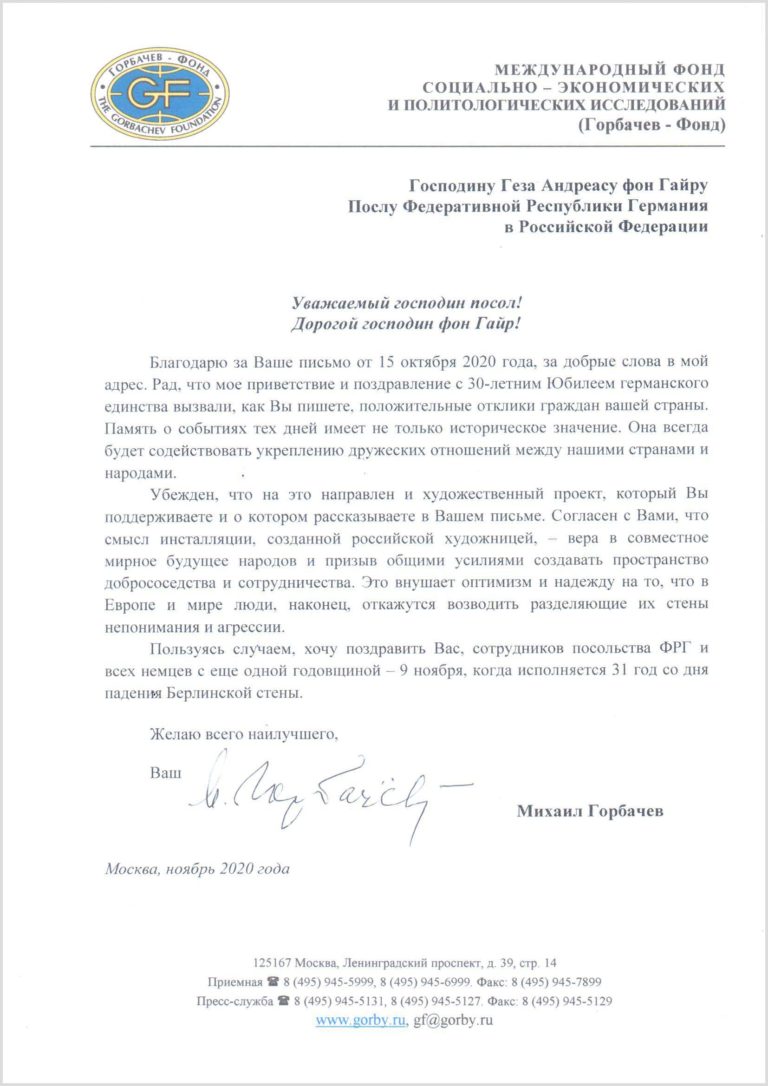 ГОРБАЧЕВ - ФОНД
GF
THE GORBACHEV FOUNDATION
МЕЖДУНАРОДНЫЙ ФОНД
СОЦИАЛЬНО – ЭКОНОМИЧЕСКИХ
И ПОЛИТОЛОГИЧЕСКИХ ИССЛЕДОВАНИЙ
(Горбачев - Фонд)
Господину Геза Андреасу фон Гайру
Послу Федеративной Республики Германия
в Российской Федерации
Уважаемый господин посол!
Дорогой господин фон Гайр!
Благодарю за Ваше письмо от 15 октября 2020 года, за добрые слова в мой
адрес. Рад, что мое приветствие и поздравление с 30-летним Юбилеем германского
единства вызвали, как Вы пишете, положительные отклики граждан вашей страны.
Память о событиях тех дней имеет не только историческое значение. Она всегда
будет содействовать укреплению дружеских отношений между нашими странами и
народами.
Убежден, что на это направлен и художественный проект, который Вы
поддерживаете и о котором рассказываете в Вашем письме. Согласен с Вами, что
смысл инсталляции, созданной российской художницей, – вера в совместное
мирное будущее народов и призыв общими усилиями создавать пространство
добрососедства и сотрудничества. Это внушает оптимизм и надежду на то, что в
Европе и мире люди, наконец, откажутся возводить разделяющие их стены
непонимания и агрессии.
Пользуясь случаем, хочу поздравить Вас, сотрудников посольства ФРГ и
всех немцев с еще одной годовщиной – 9 ноября, когда исполняется 31 год со дня
падения Берлинской стены.
Желаю всего наилучшего,
Ваш
М. Горбачёв
Михаил Горбачев
Москва, ноябрь 2020 года
125167 Москва, Ленинградский проспект, д. 39, стр. 14
Приемная ☎ 8 (495) 945-5999, 8 (495) 945-6999. Факс: 8 (495) 945-7899
Пресс-служба ☎ 8 (495) 945-5131, 8 (495) 945-5127. Факс: 8 (495) 945-5129
www.gorby.ru, gf@gorby.ru